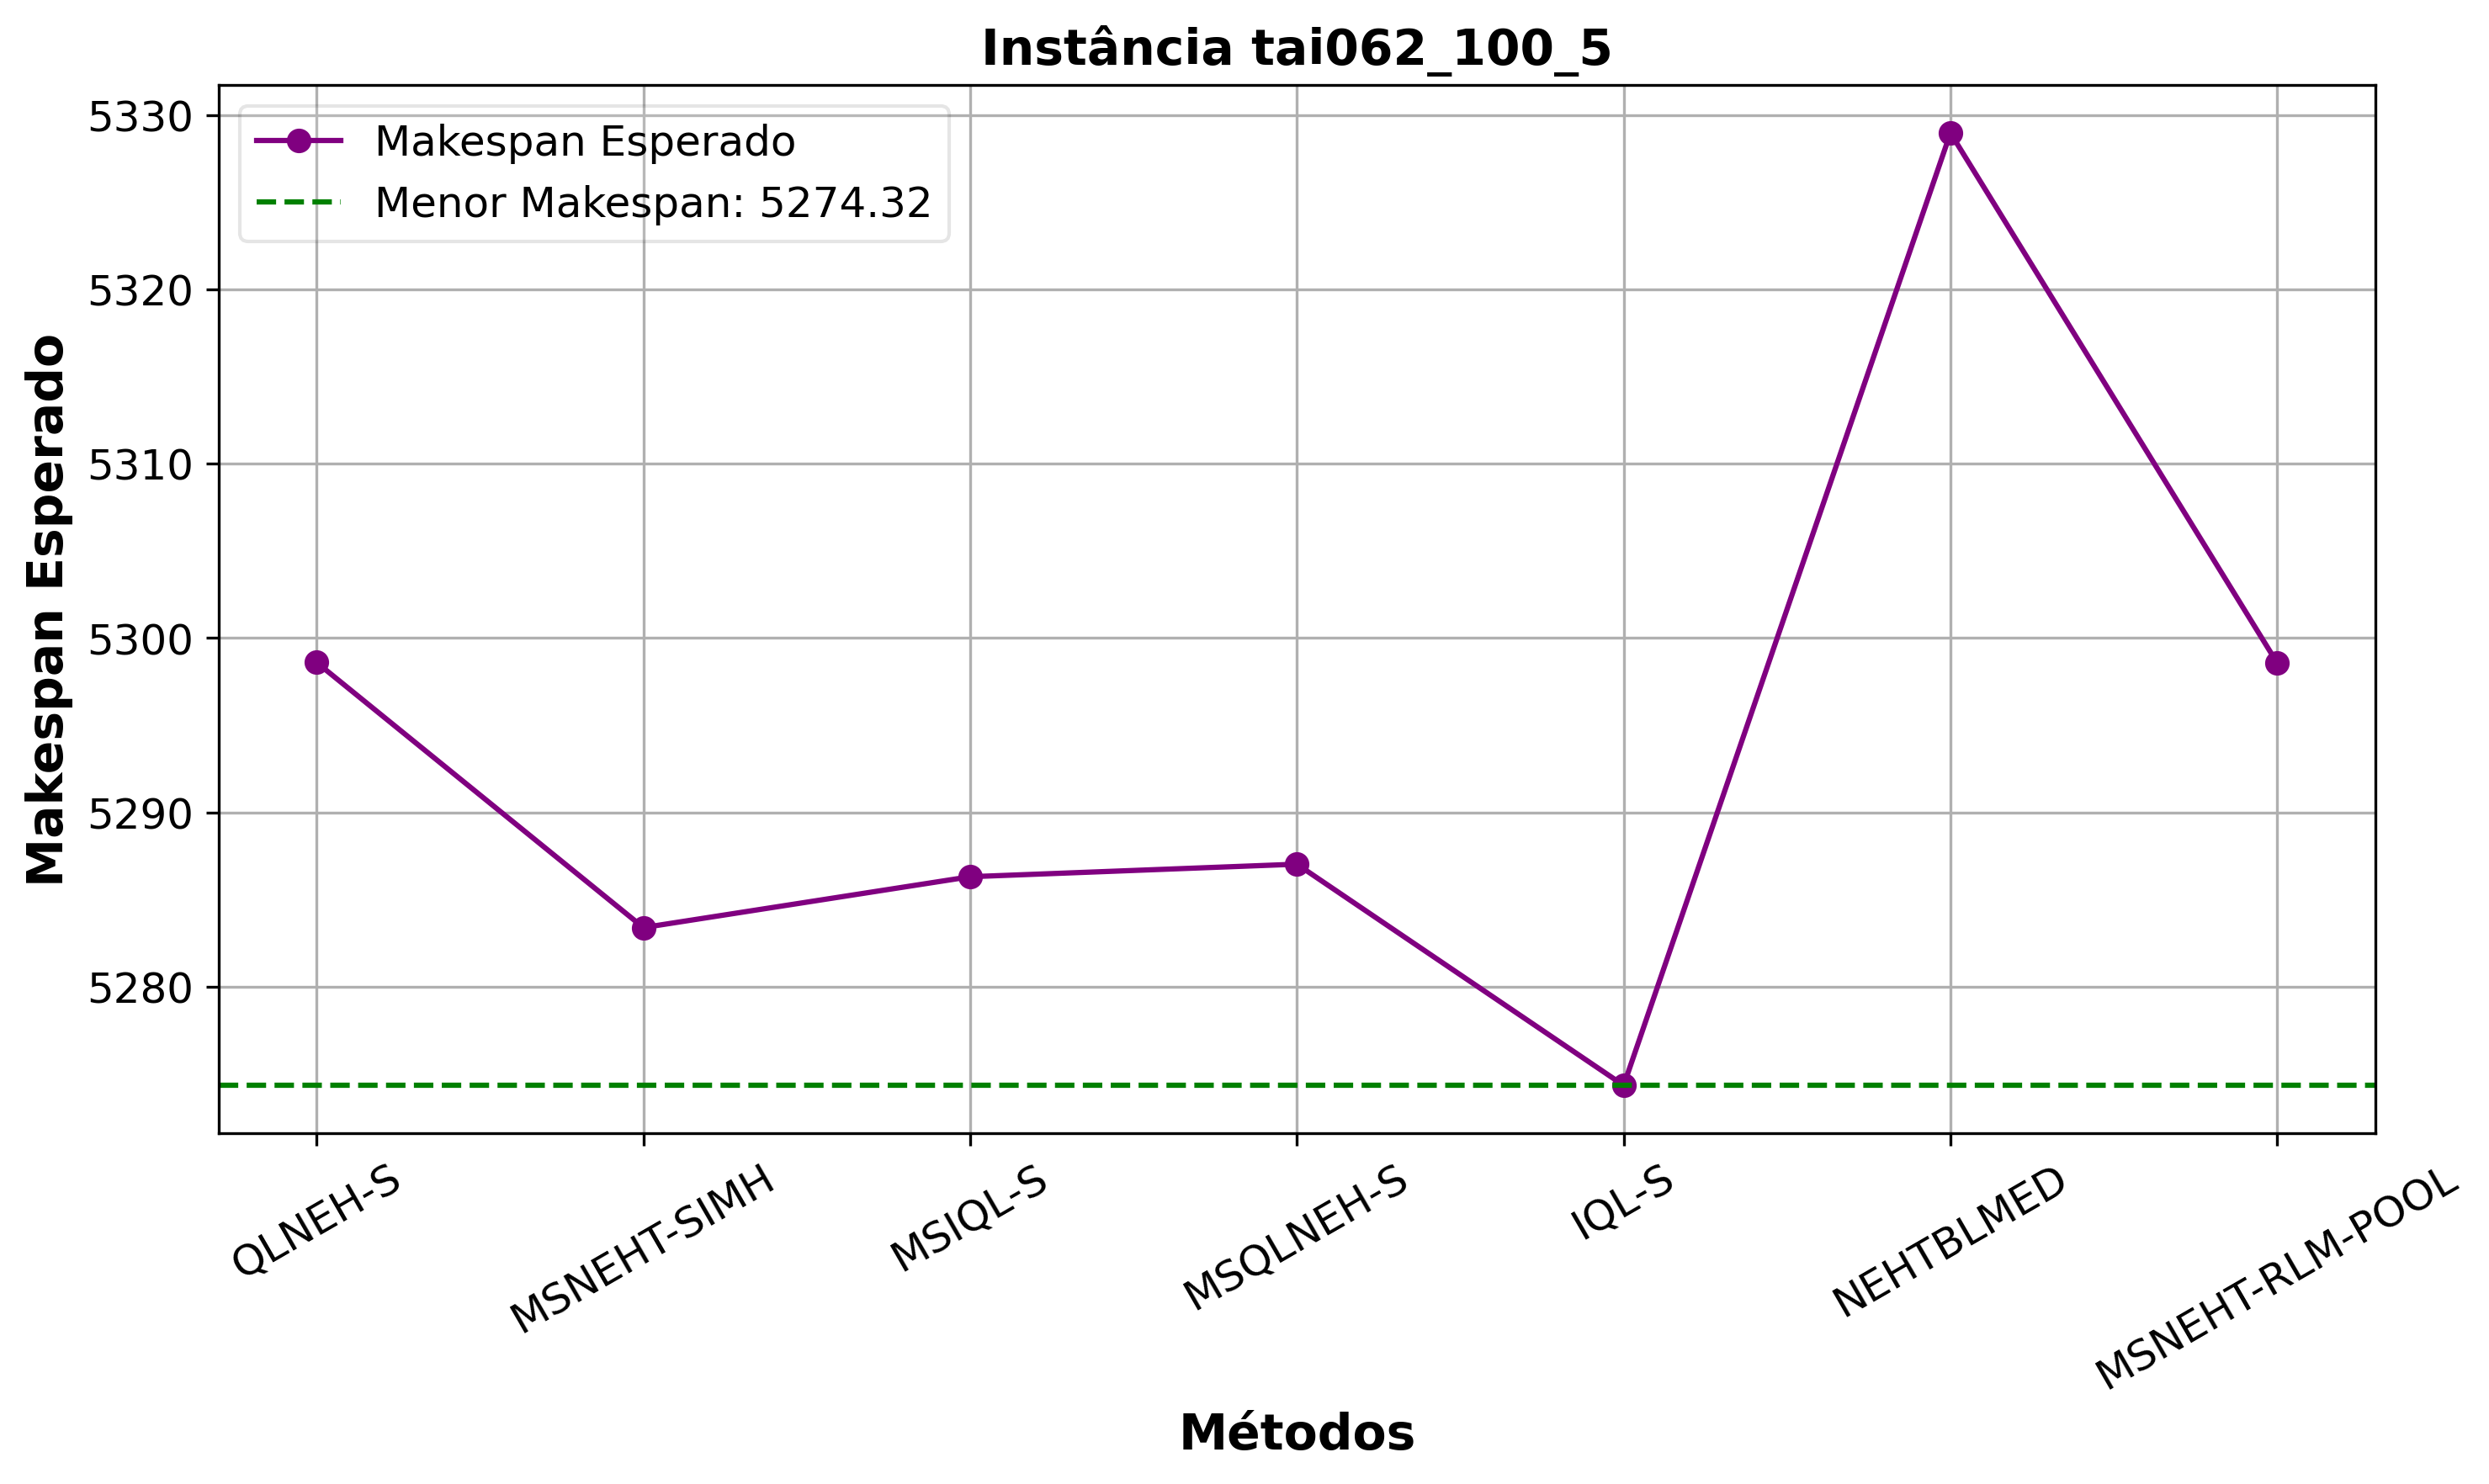 Instância tai062_100_5
Makespan Esperado
Menor Makespan: 5274.32
Makespan Esperado
5330
5320
5310
5300
5290
5280
QLNEH-S
MSNEHT-SIMH
MSIQL-S
MSQLNEH-S
IQL-S
NEHTBLMED
MSNEHT-RLM-POOL
Métodos